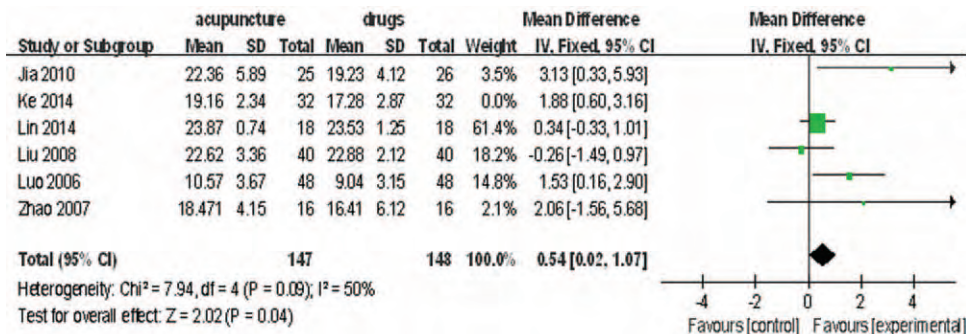 acupuncture drugs Mean Difference Mean Difference
Study or Subgroup Mean SD Total Mean SD Total Weight IV. Fixed. 95% CI IV. Fixed. 95% CI
Jia 2010 22.36 5.89 25 19.23 4.12 26 3.5% 3.13 [0.33, 5.93]
Ke 2014 19.16 2.34 32 17.28 2.87 32 0.0% 1.88 [0.60, 3.16]
Lin 2014 23.87 0.74 18 23.53 1.25 18 61.4% 0.34 [-0.33, 1.01]
Liu 2008 22.62 3.36 40 22.88 2.12 40 18.2% -0.26 [-1.49, 0.97]
Luo 2006 10.57 3.67 48 9.04 3.15 48 14.8% 1.53 [0.16, 2.90]
Zhao 2007 18.471 4.15 16 16.41 6.12 16 2.1% 2.06 [-1.56, 5.68]
Total (95% CI) 147 148 100.0% 0.54 [0.02, 1.07]
Heterogeneity: Chi² = 7.94, df = 4 (P = 0.09); I² = 50%
Test for overall effect: Z = 2.02 (P = 0.04)
-4 -2 0 2 4
Favours [control] Favours [experimental]